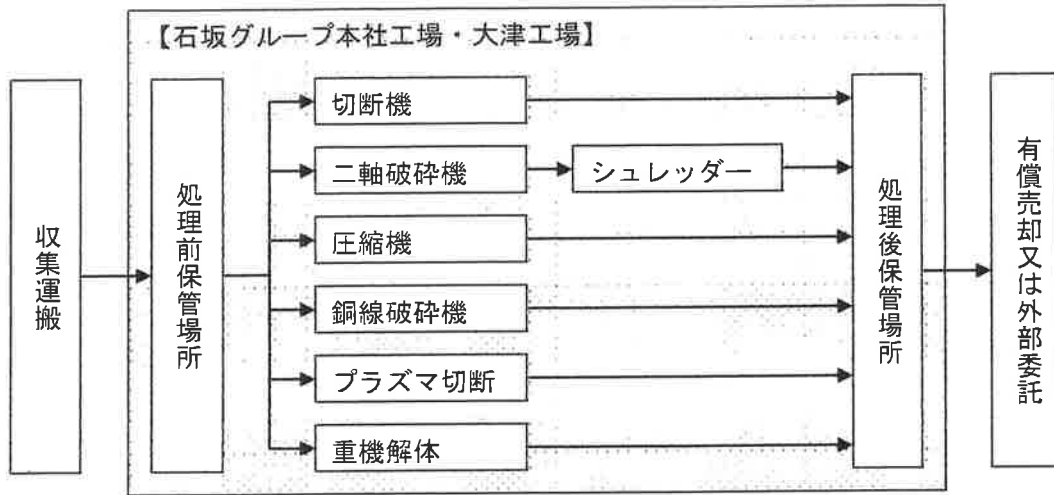 【石坂グループ本社工場・大津工場】
収集運搬
処理前保管場所
切断機
二軸破砕機
シュレッダー
圧縮機
銅線破砕機
プラズマ切断
重機解体
処理後保管場所
有償売却又は外部委託